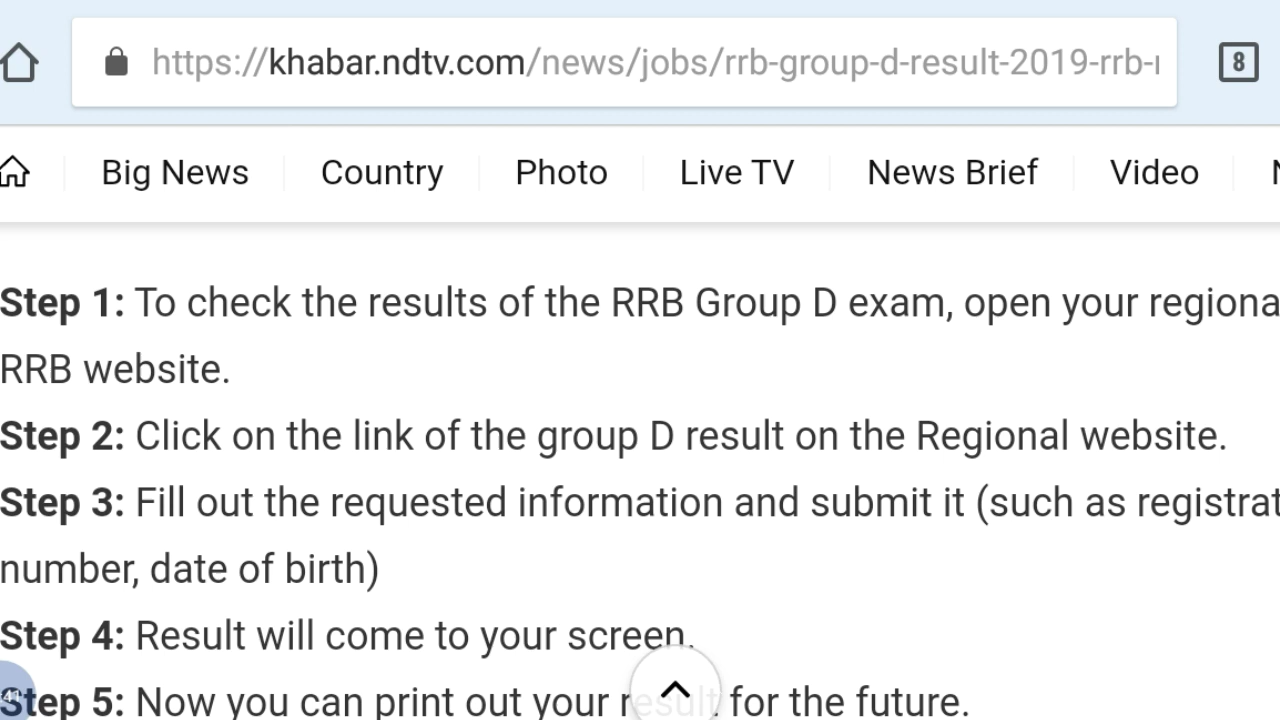 https://khabar.ndtv.com/news/jobs/rrb-group-d-result-2019-rrb-
8
Big News Country Photo Live TV News Brief Video
Step 1: To check the results of the RRB Group D exam, open your regiona
RRB website.
Step 2: Click on the link of the group D result on the Regional website.
Step 3: Fill out the requested information and submit it (such as registrat
number, date of birth)
Step 4: Result will come to your screen.
Step 5: Now you can print out your result for the future.